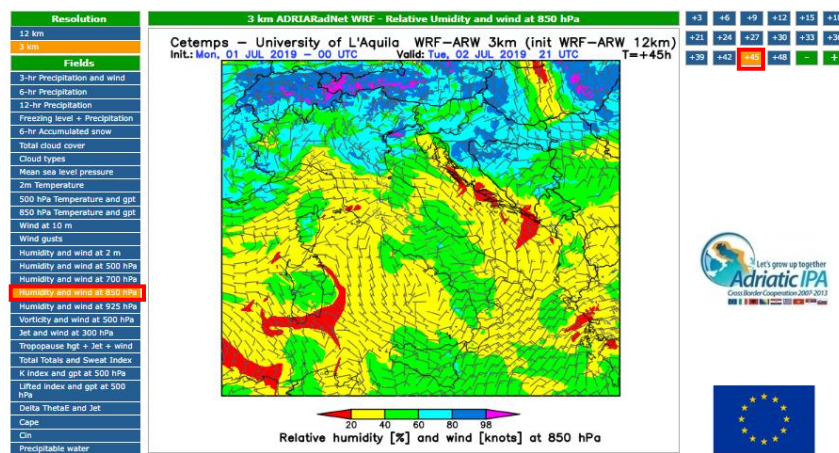 Resolution
12 km
3 km
Fields
3-hr Precipitation and wind
6-hr Precipitation
12-hr Precipitation
Freezing level + Precipitation
6-hr Accumulated snow
Total cloud cover
Cloud types
Mean sea level pressure
2m Temperature
500 hPa Temperature and gpt
850 hPa Temperature and gpt
Wind at 10 m
Wind gusts
Humidity and wind at 2 m
Humidity and wind at 500 hPa
Humidity and wind at 700 hPa
Humidity and wind at 850 hPa
Humidity and wind at 925 hPa
Vorticity and wind at 500 hPa
Jet and wind at 300 hPa
Tropopause hgt + Jet + wind
Total Totals and Sweat Index
K index and gpt at 500 hPa
Lifted index and gpt at 500
hPa
Delta ThetaE and Jet
Cape
Cin
Precipitable water
3 km ADRIARadNet WRF - Relative Umidity and wind at 850 hPa
Cetemps - University of L'Aquila WRF-ARW 3km (init WRF-ARW 12km)
Init.: Mon, 01 JUL 2019 - 00 UTC Valid: Tue, 02 JUL 2019 21 UTC T=+45h
20 40 60 80 98
Relative humidity [%] and wind [knots] at 850 hPa
+3 +6 +9 +12 +15 +18
+21 +24 +27 +30 +33 +36
+39 +42 +45 +48 - +
Let's grow up together
Adriatic IPA
Cross Border Cooperation 2007-2013